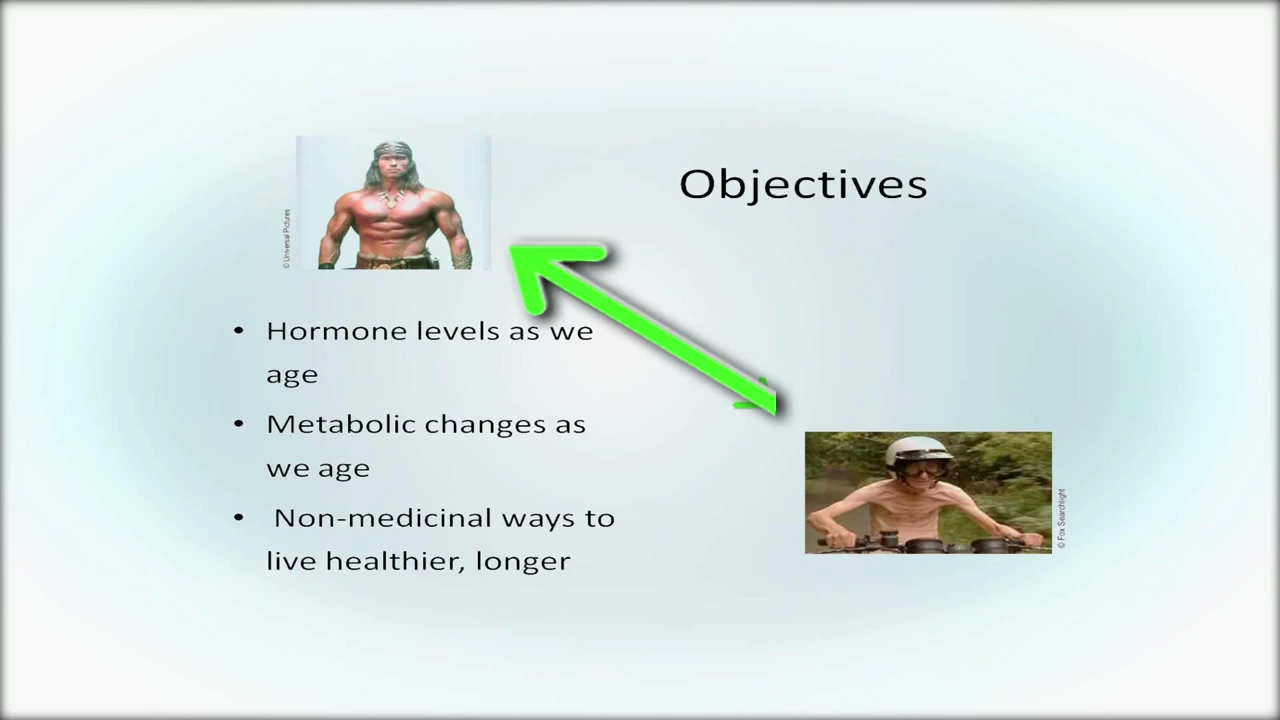 Objectives
© Universal Pictures
• Hormone levels as we
age
• Metabolic changes as
we age
• Non-medicinal ways to
live healthier, longer
© Fox Searchlight